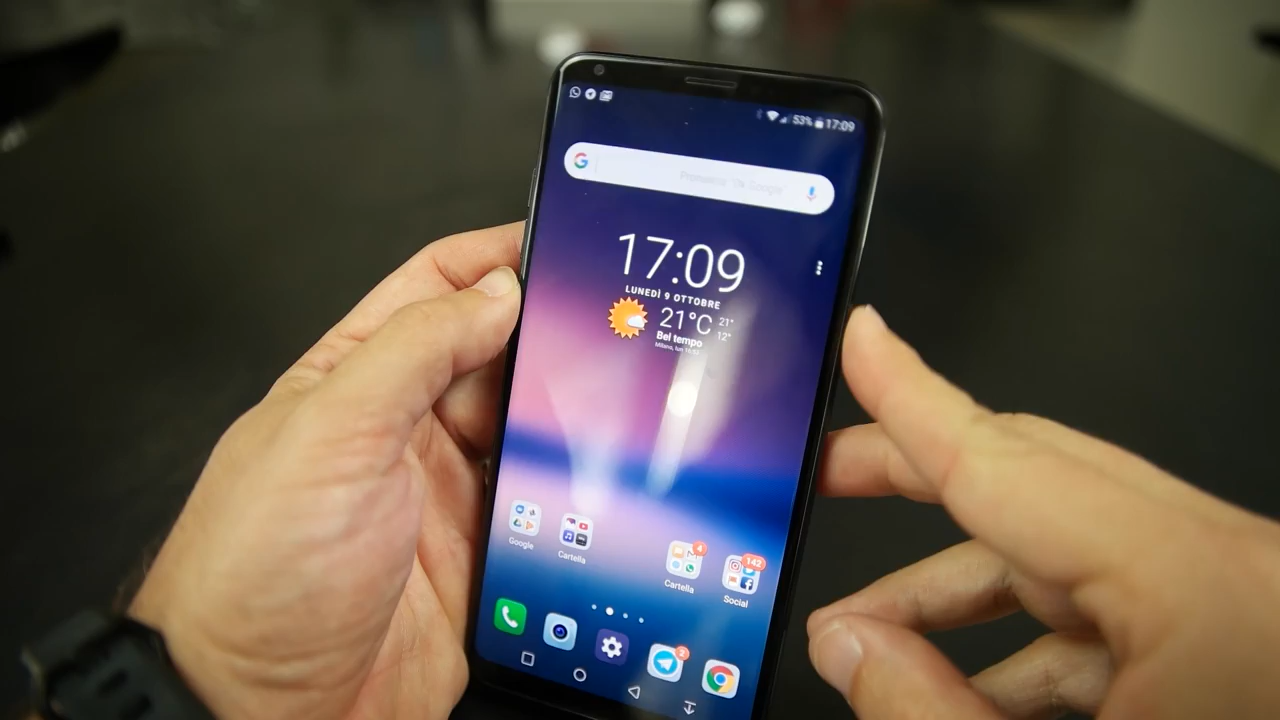 53% 17:09
G
Pronuncia "Ok Google"
17:09
LUNEDÌ 9 OTTOBRE
21°C 21°
12°
Bel tempo
Google
Cartella
4
Cartella
142
Social
2